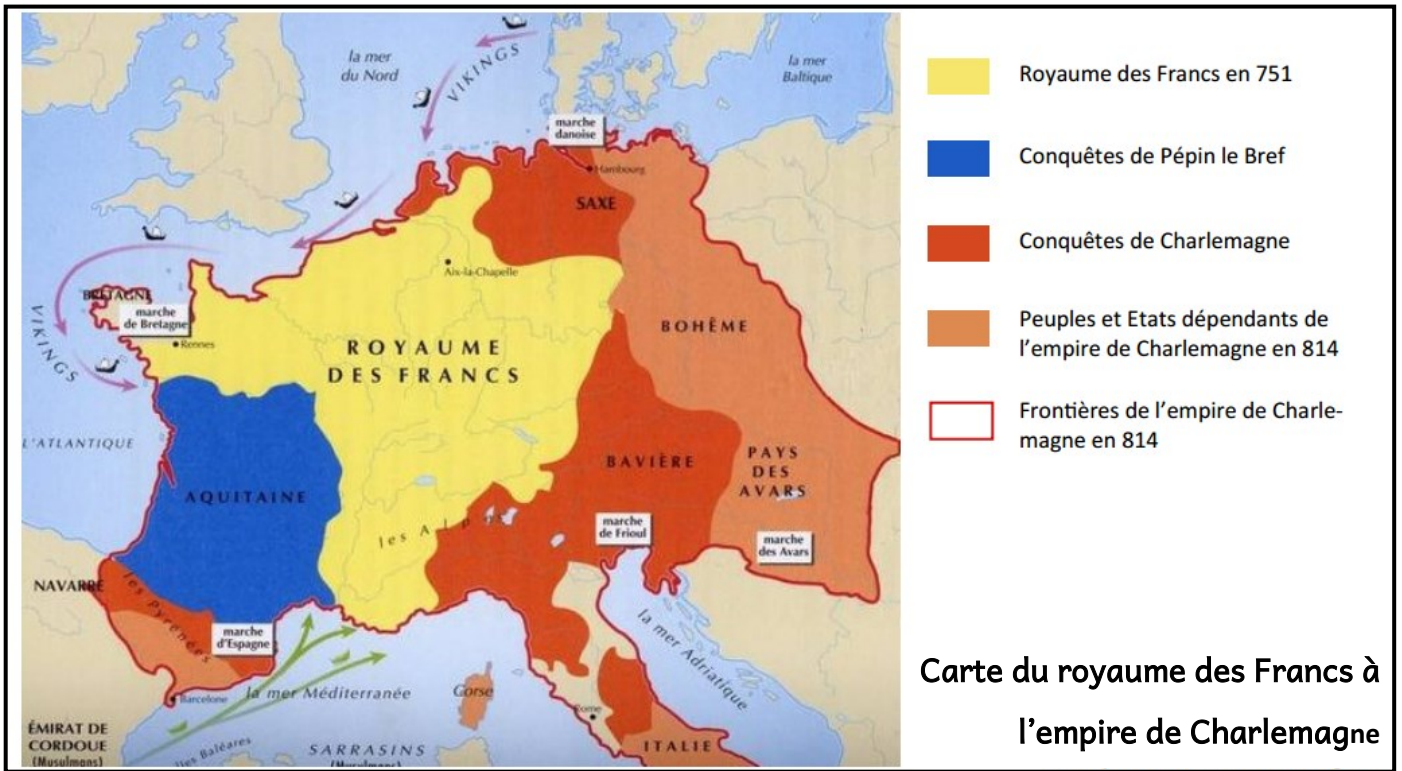 la mer
du Nord
VIKINGS
la mer
Baltique
marche
danoise
Hambourg
SAXE
Aix-la-Chapelle
BRETAGNE
marche
de Bretagne
Rennes
VIKINGS
ROYAUME
DES FRANCS
BOHÊME
L'ATLANTIQUE
AQUITAINE
BAVIÈRE
PAYS
DES
AVARS
les Alpes
marche
de Frioul
marche
des Avars
NAVARRE
les Pyrénées
marche
d'Espagne
la mer Adriatique
Barcelone
la mer Méditerranée
Corse
Rome
ÉMIRAT DE
CORDOUE
(Musulmans)
les Baléares
SARRASINS
(Musulmans)
ITALIE
Royaume des Francs en 751
Conquêtes de Pépin le Bref
Conquêtes de Charlemagne
Peuples et Etats dépendants de
l'empire de Charlemagne en 814
Frontières de l'empire de Charle-
magne en 814
Carte du royaume des Francs à
l'empire de Charlemagne